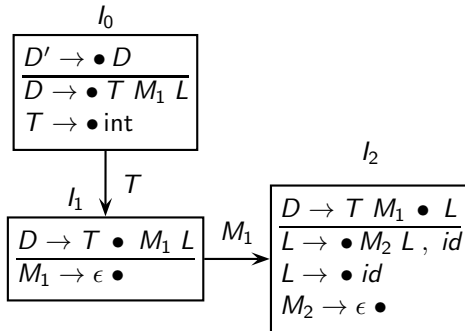 I₀
D′ → • D
D → • T M₁ L
T → • int
T
I₁
D → T • M₁ L
M₁ → ϵ •
M₁
I₂
D → T M₁ • L
L → • M₂ L , id
L → • id
M₂ → ϵ •